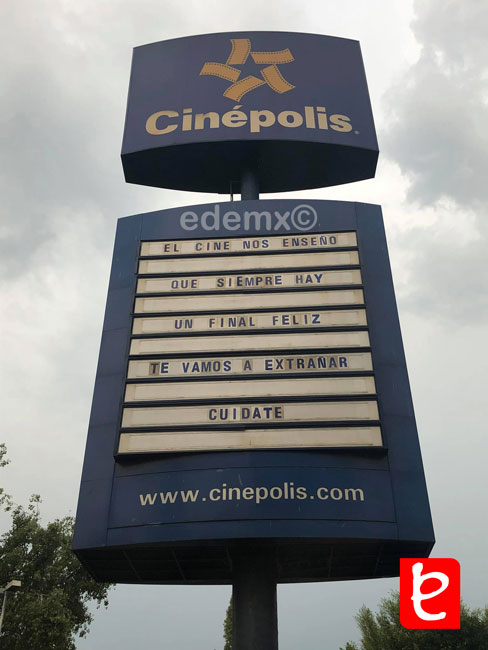 Cinépolis®
edemx©
EL CINE NOS ENSEÑO
QUE SIEMPRE HAY
UN FINAL FELIZ
TE VAMOS A EXTRAÑAR
CUIDATE
www.cinepolis.com
e